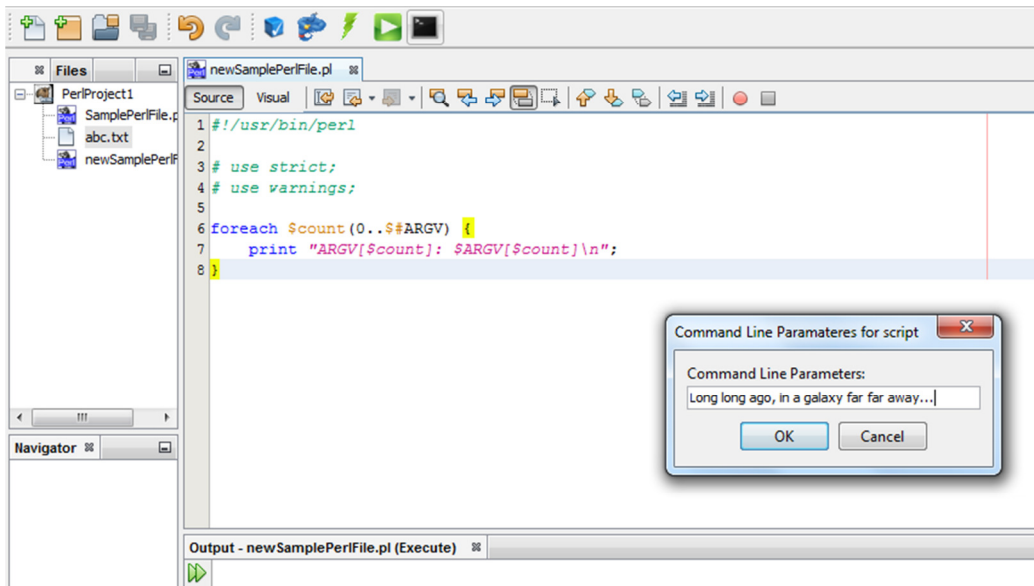 Files
newSamplePerlFile.pl
PerlProject1
SamplePerlFile.p
abc.txt
newSamplePerlF
Source Visual
1 #!/usr/bin/perl
2
3 # use strict;
4 # use warnings;
5
6 foreach $count(0..$#ARGV) {
7 print "ARGV[$count]: $ARGV[$count]\n";
8 }
Command Line Paramateres for script
Command Line Parameters:
Long long ago, in a galaxy far far away...
OK Cancel
Navigator
Output - newSamplePerlFile.pl (Execute)